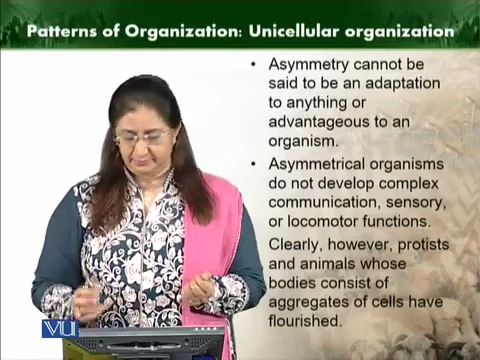 Patterns of Organization: Unicellular organization
• Asymmetry cannot be
said to be an adaptation
to anything or
advantageous to an
organism.
• Asymmetrical organisms
do not develop complex
communication, sensory,
or locomotor functions.
Clearly, however, protists
and animals whose
bodies consist of
aggregates of cells have
flourished.
VU